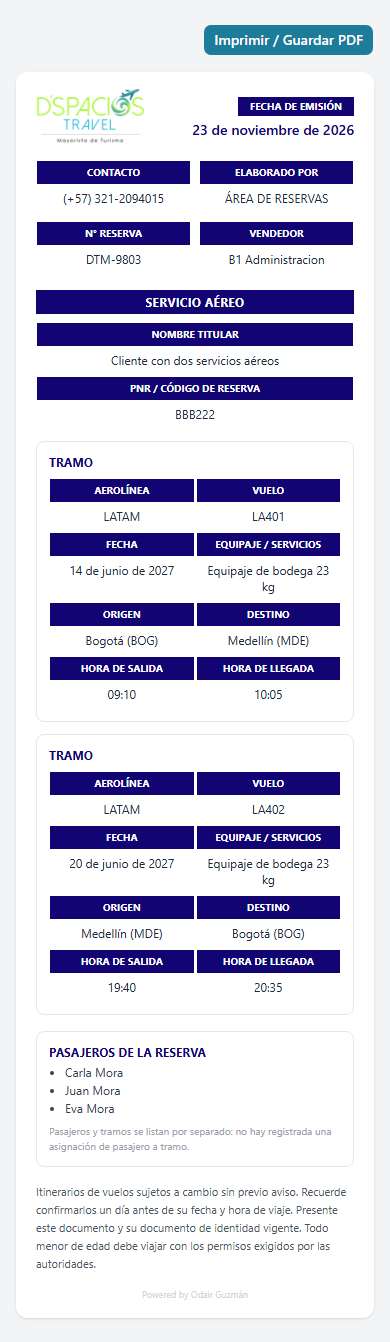 Imprimir / Guardar PDF
D'SPACIOS
TRAVEL
Mayorista de Turismo
FECHA DE EMISIÓN
23 de noviembre de 2026
CONTACTO
ELABORADO POR
(+57) 321-2094015
ÁREA DE RESERVAS
N° RESERVA
VENDEDOR
DTM-9803
B1 Administracion
SERVICIO AÉREO
NOMBRE TITULAR
Cliente con dos servicios aéreos
PNR / CÓDIGO DE RESERVA
BBB222
TRAMO
AEROLÍNEA
VUELO
LATAM
LA401
FECHA
EQUIPAJE / SERVICIOS
14 de junio de 2027
Equipaje de bodega 23
kg
ORIGEN
DESTINO
Bogotá (BOG)
Medellín (MDE)
HORA DE SALIDA
HORA DE LLEGADA
09:10
10:05
TRAMO
AEROLÍNEA
VUELO
LATAM
LA402
FECHA
EQUIPAJE / SERVICIOS
20 de junio de 2027
Equipaje de bodega 23
kg
ORIGEN
DESTINO
Medellín (MDE)
Bogotá (BOG)
HORA DE SALIDA
HORA DE LLEGADA
19:40
20:35
PASAJEROS DE LA RESERVA
• Carla Mora
• Juan Mora
• Eva Mora
Pasajeros y tramos se listan por separado: no hay registrada una
asignación de pasajero a tramo.
Itinerarios de vuelos sujetos a cambio sin previo aviso. Recuerde
confirmarlos un día antes de su fecha y hora de viaje. Presente
este documento y su documento de identidad vigente. Todo
menor de edad debe viajar con los permisos exigidos por las
autoridades.
Powered by Odair Guzmán